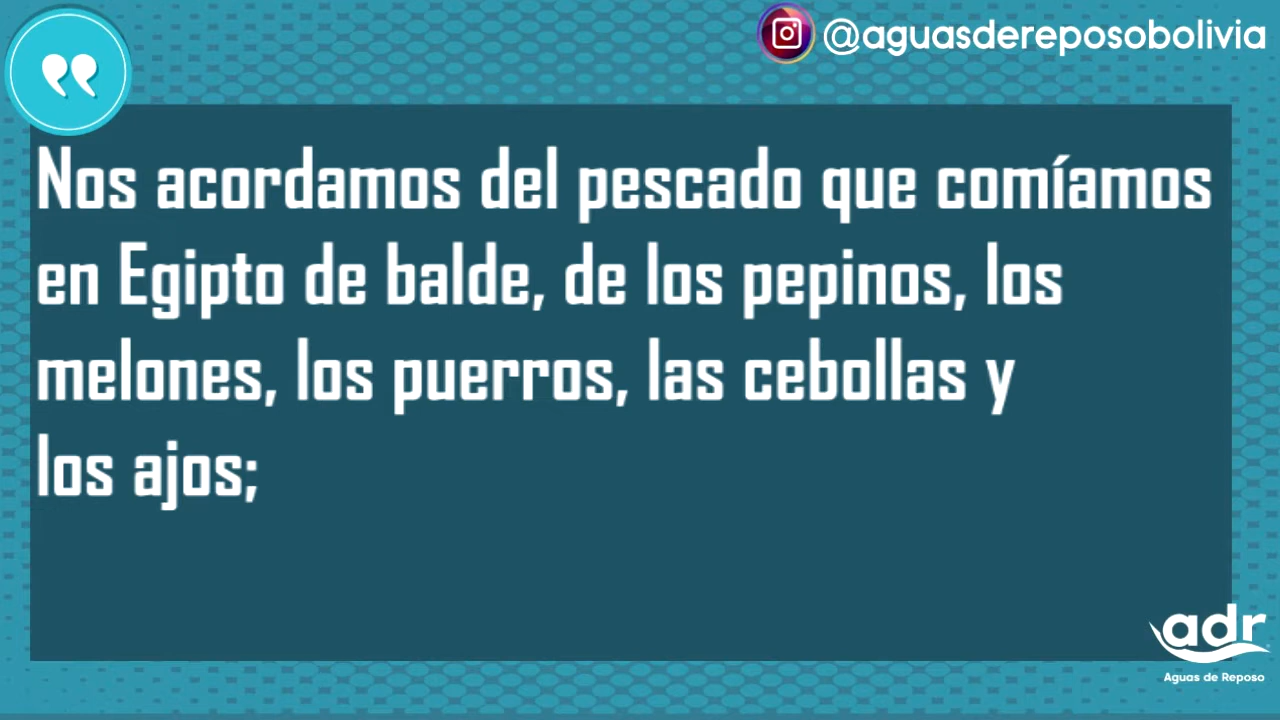 @aguasdereposobolivia
Nos acordamos del pescado que comíamos
en Egipto de balde, de los pepinos, los
melones, los puerros, las cebollas y
los ajos;
adr
Aguas de Reposo